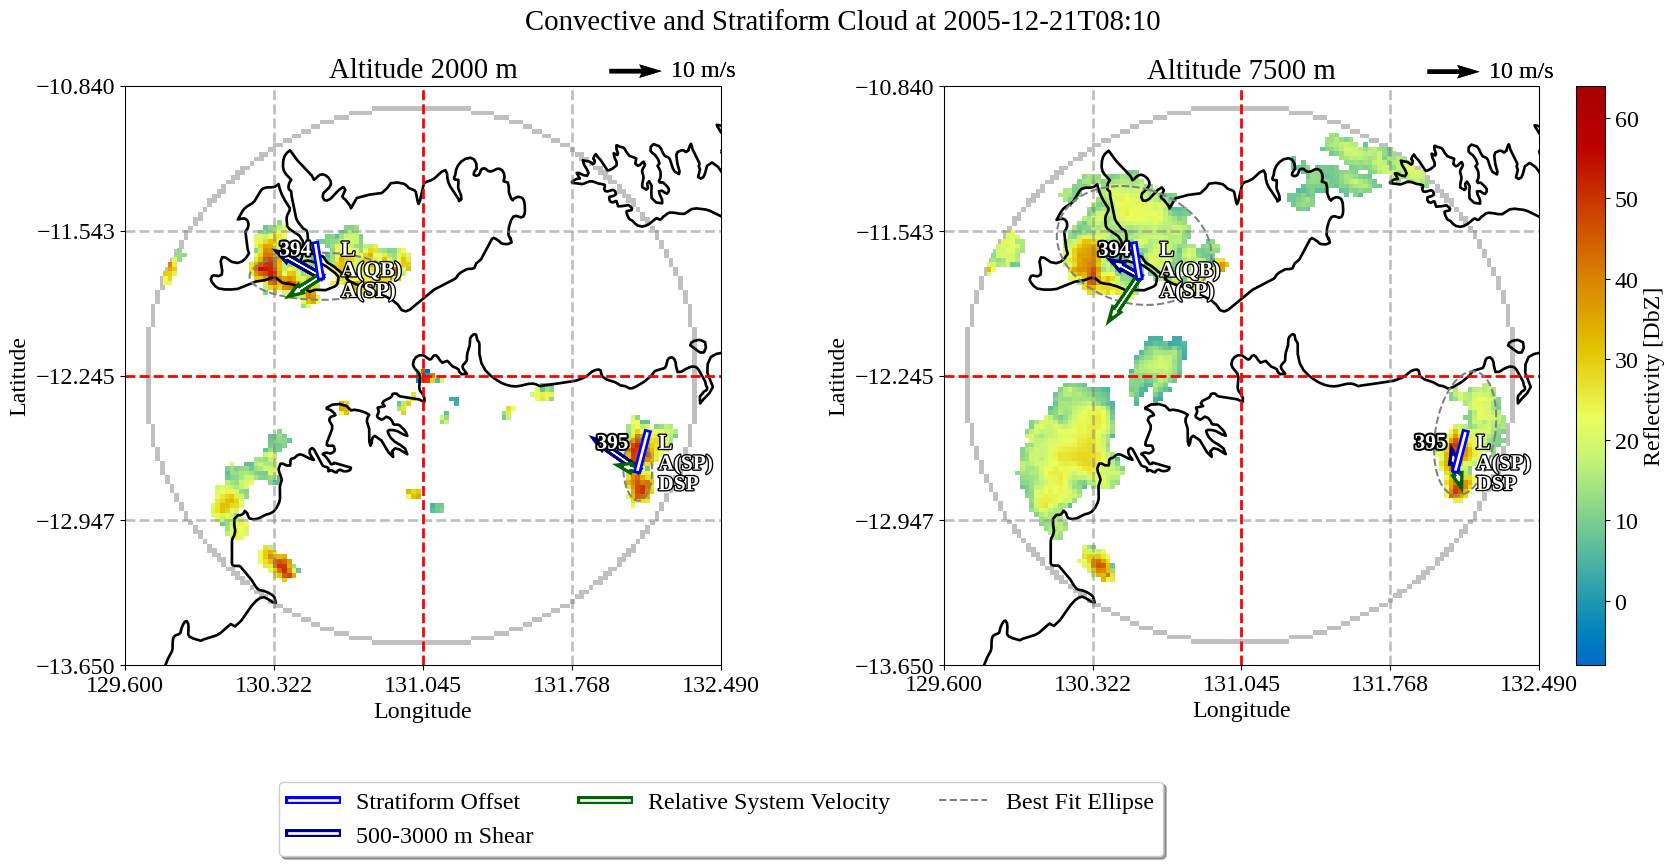 Convective and Stratiform Cloud at 2005-12-21T08:10
Altitude 2000 m
10 m/s
−10.840
−11.543
−12.245
−12.947
−13.650
Latitude
129.600
130.322
131.045
131.768
132.490
Longitude
394
L
A(QB)
A(SP)
395
L
A(SP)
DSP
Altitude 7500 m
10 m/s
−10.840
−11.543
−12.245
−12.947
−13.650
Latitude
129.600
130.322
131.045
131.768
132.490
Longitude
394
L
A(QB)
A(SP)
395
L
A(SP)
DSP
60
50
40
30
20
10
0
Reflectivity [DbZ]
Stratiform Offset
500-3000 m Shear
Relative System Velocity
Best Fit Ellipse